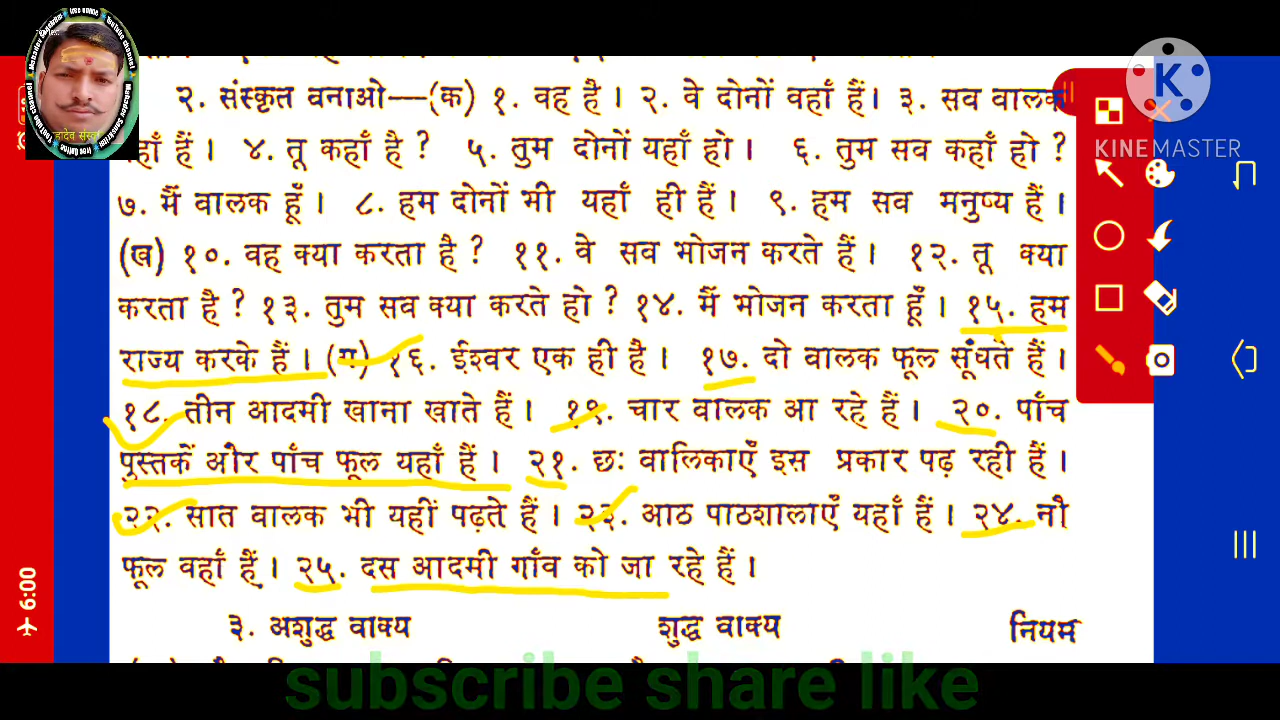 २. संस्कृत बनाओ—(क) १. वह है । २. वे दोनों वहाँ हैं। ३. सब बालक
हैं । ४. तू कहाँ है ? ५. तुम दोनों यहाँ हो । ६. तुम सब कहाँ हो ?
७. मैं बालक हूँ । ८. हम दोनों भी यहाँ ही हैं । ९. हम सब मनुष्य हैं ।
(ख) १०. वह क्या करता है ? ११. वे सब भोजन करते हैं । १२. तू क्या
करता है ? १३. तुम सब क्या करते हो ? १४. मैं भोजन करता हूँ । १५. हम
राज्य करके हैं । (ग) १६. ईश्वर एक ही है । १७. दो बालक फूल सूंघते हैं ।
१८. तीन आदमी खाना खाते हैं । १९. चार बालक आ रहे हैं । २०. पाँच
पुस्तकें और पाँच फूल यहाँ हैं । २१. छः बालिकाएँ इस प्रकार पढ़ रही हैं ।
२२. सात बालक भी यहीं पढ़ते हैं । २३. आठ पाठशालाएँ यहाँ हैं । २४. नौ
फूल वहाँ हैं । २५. दस आदमी गाँव को जा रहे हैं ।
३. अशुद्ध वाक्य शुद्ध वाक्य नियम
subscribe share like
KINEMASTER
K
6:00